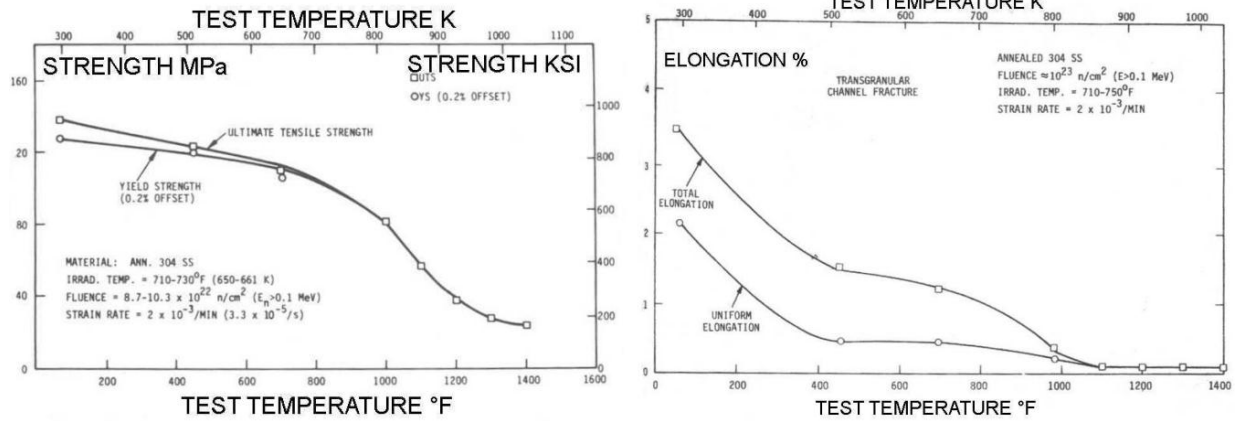 TEST TEMPERATURE K
300 500 700 800 900 1000 1100
STRENGTH MPa
STRENGTH KSI
□UTS
OYS (0.2% OFFSET)
160
20
80
40
0
1000
800
600
400
200
0
ULTIMATE TENSILE STRENGTH
YIELD STRENGTH
(0.2% OFFSET)
MATERIAL: ANN. 304 SS
IRRAD. TEMP. = 710-730°F (650-661 K)
FLUENCE = 8.7-10.3 x 10²² n/cm² (Eₙ>0.1 MeV)
STRAIN RATE = 2 x 10⁻³/MIN (3.3 x 10⁻⁵/s)
0 200 400 600 800 1000 1200 1400 1600
TEST TEMPERATURE °F
TEST TEMPERATURE K
300 400 500 600 700 800 900 1000
ELONGATION %
5
4
3
2
1
0
TRANSGRANULAR
CHANNEL FRACTURE
ANNEALED 304 SS
FLUENCE ≈10²³ n/cm² (E>0.1 MeV)
IRRAD. TEMP. = 710-750°F
STRAIN RATE = 2 x 10⁻³/MIN
TOTAL
ELONGATION
UNIFORM
ELONGATION
0 200 400 600 800 1000 1200 1400
TEST TEMPERATURE °F